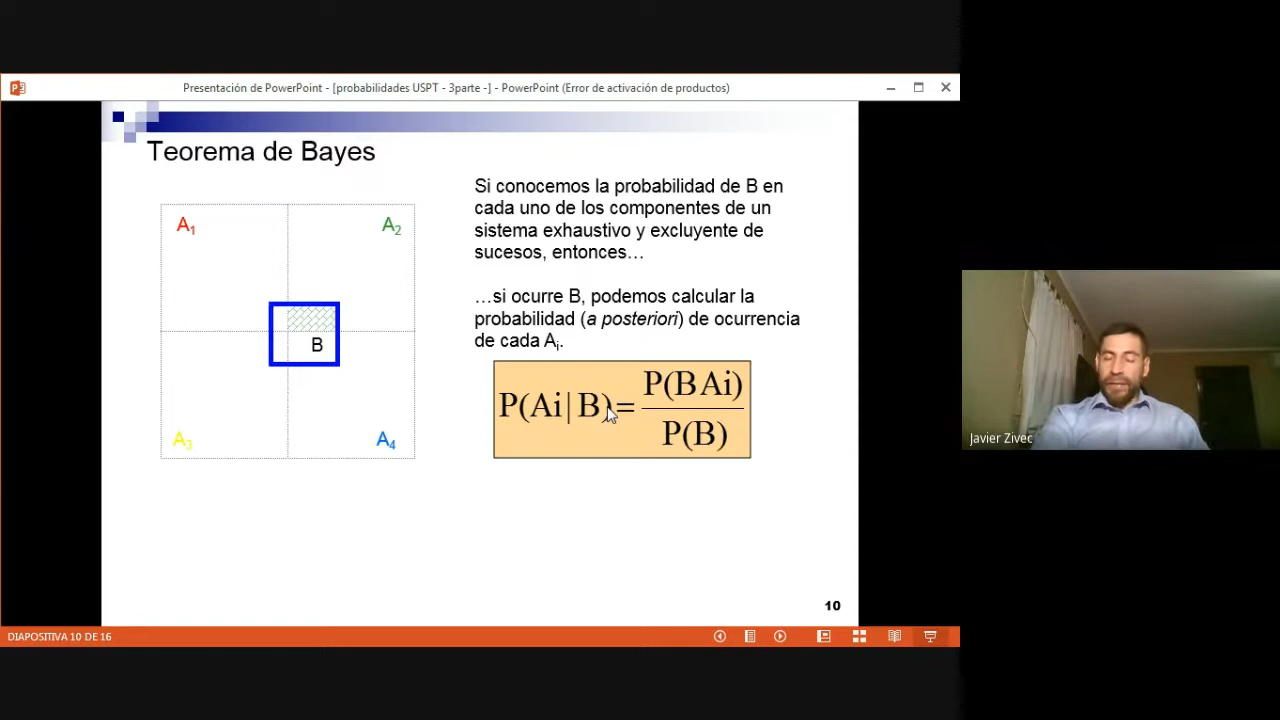 Presentación de PowerPoint - [probabilidades USPT - 3parte -] - PowerPoint (Error de activación de productos)
Teorema de Bayes
A1
A2
B
A3
A4
Si conocemos la probabilidad de B en
cada uno de los componentes de un
sistema exhaustivo y excluyente de
sucesos, entonces…
…si ocurre B, podemos calcular la
probabilidad (a posteriori) de ocurrencia
de cada Ai.
P(Ai|B)=
P(B Ai)
P(B)
10
DIAPOSITIVA 10 DE 16
Javier Zivec